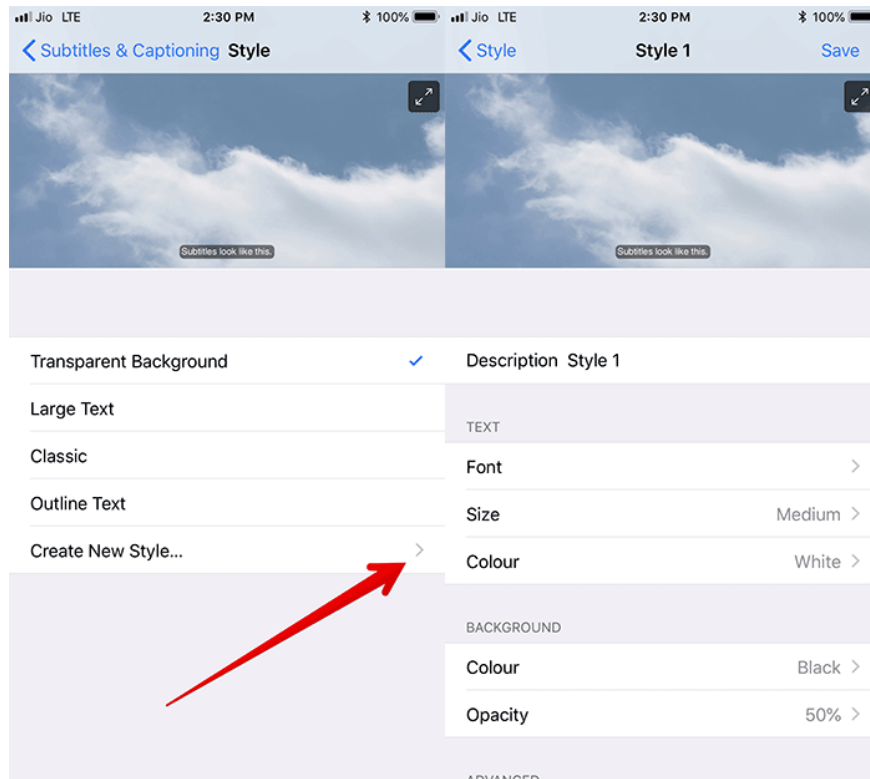 Jio LTE 2:30 PM 100%
Subtitles & Captioning Style
Subtitles look like this.
Transparent Background
Large Text
Classic
Outline Text
Create New Style...
Jio LTE 2:30 PM 100%
Style Style 1 Save
Subtitles look like this.
Description Style 1
TEXT
Font
Size Medium
Colour White
BACKGROUND
Colour Black
Opacity 50%
ADVANCED